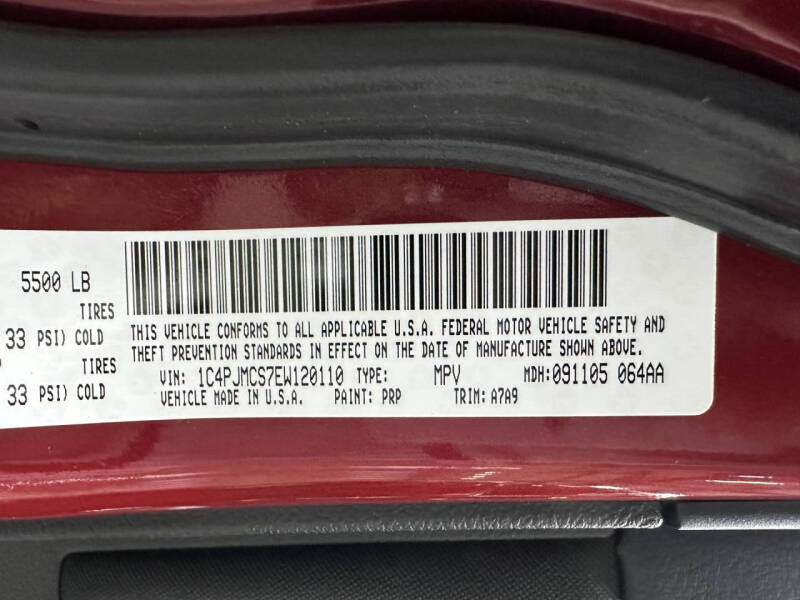 5500 LB
TIRES
33 PSI) COLD
TIRES
33 PSI) COLD
THIS VEHICLE CONFORMS TO ALL APPLICABLE U.S.A. FEDERAL MOTOR VEHICLE SAFETY AND
THEFT PREVENTION STANDARDS IN EFFECT ON THE DATE OF MANUFACTURE SHOWN ABOVE.
VIN: 1C4PJMCS7EW120110 TYPE: MPV MDH:091105 064AA
VEHICLE MADE IN U.S.A. PAINT: PRP TRIM: A7A9